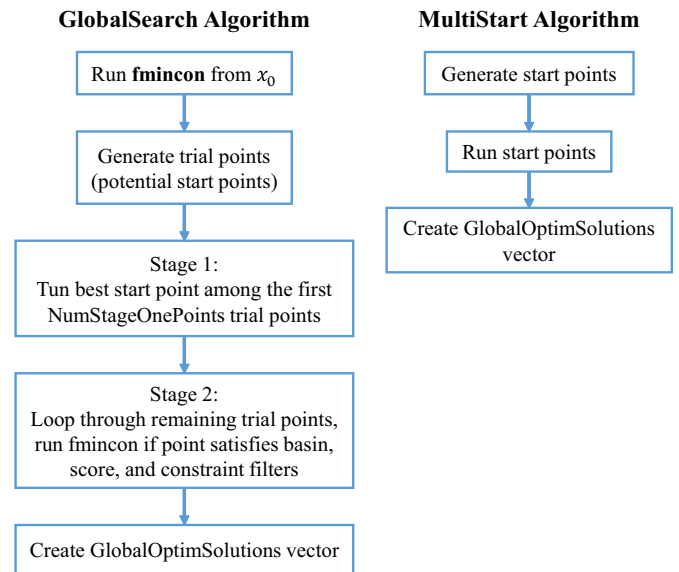 GlobalSearch Algorithm
Run fmincon from x₀
Generate trial points
(potential start points)
Stage 1:
Tun best start point among the first
NumStageOnePoints trial points
Stage 2:
Loop through remaining trial points,
run fmincon if point satisfies basin,
score, and constraint filters
Create GlobalOptimSolutions vector
MultiStart Algorithm
Generate start points
Run start points
Create GlobalOptimSolutions
vector